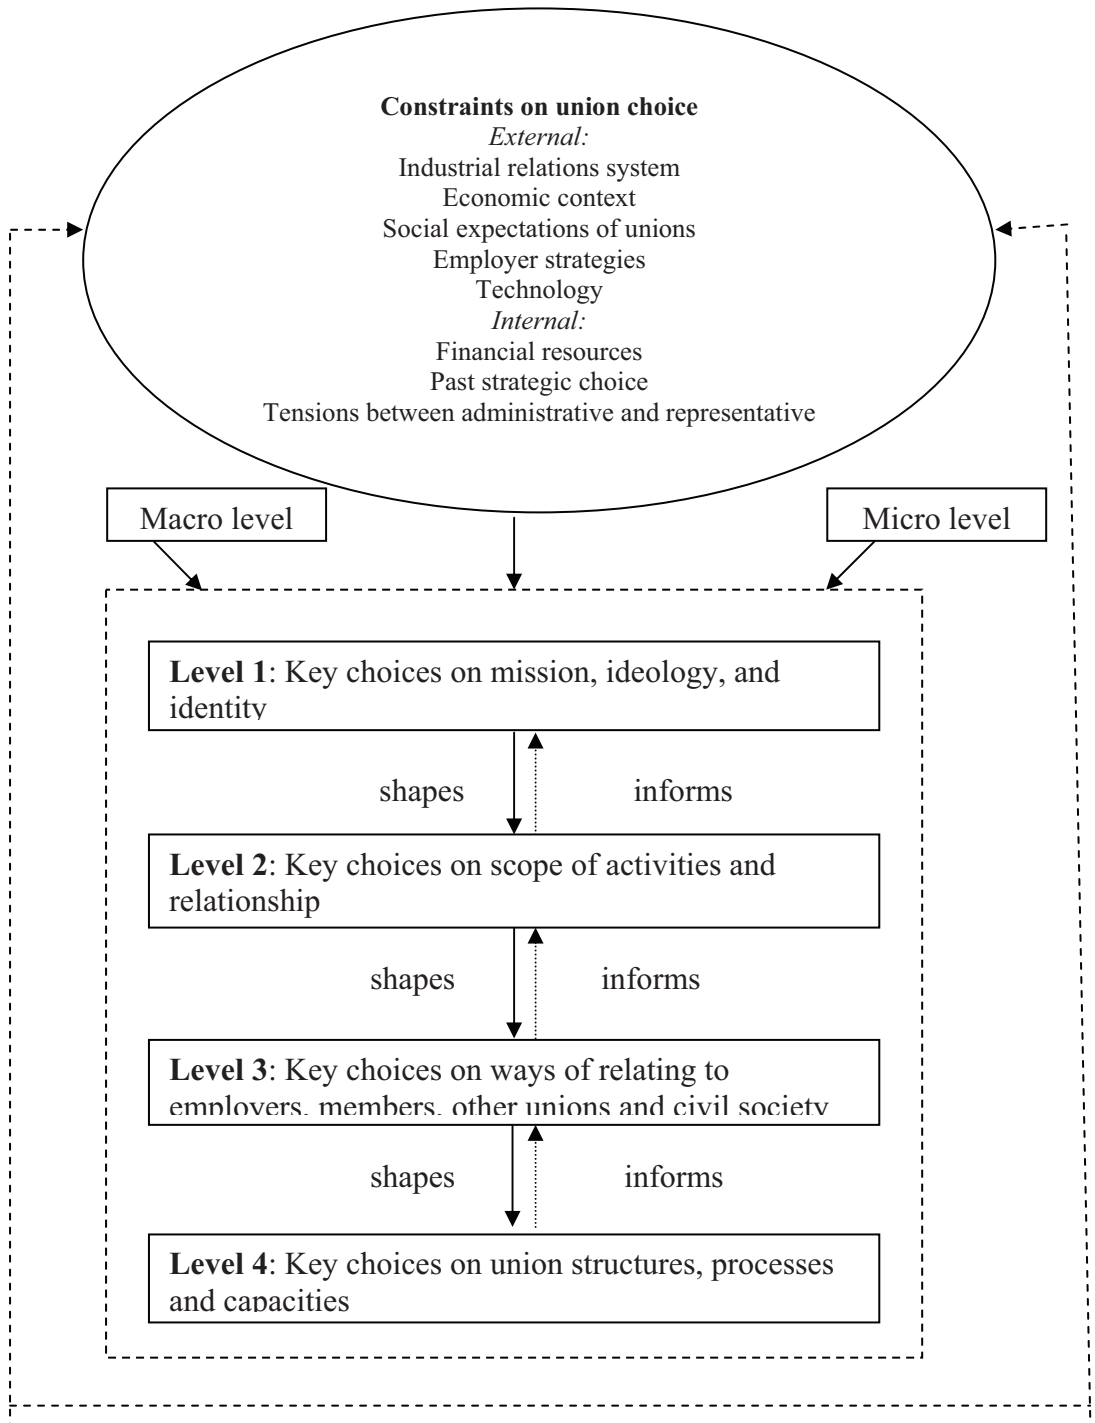 Constraints on union choice
External:
Industrial relations system
Economic context
Social expectations of unions
Employer strategies
Technology
Internal:
Financial resources
Past strategic choice
Tensions between administrative and representative
Macro level
Micro level
Level 1: Key choices on mission, ideology, and
identity
shapes
informs
Level 2: Key choices on scope of activities and
relationship
shapes
informs
Level 3: Key choices on ways of relating to
employers, members, other unions and civil society
shapes
informs
Level 4: Key choices on union structures, processes
and capacities